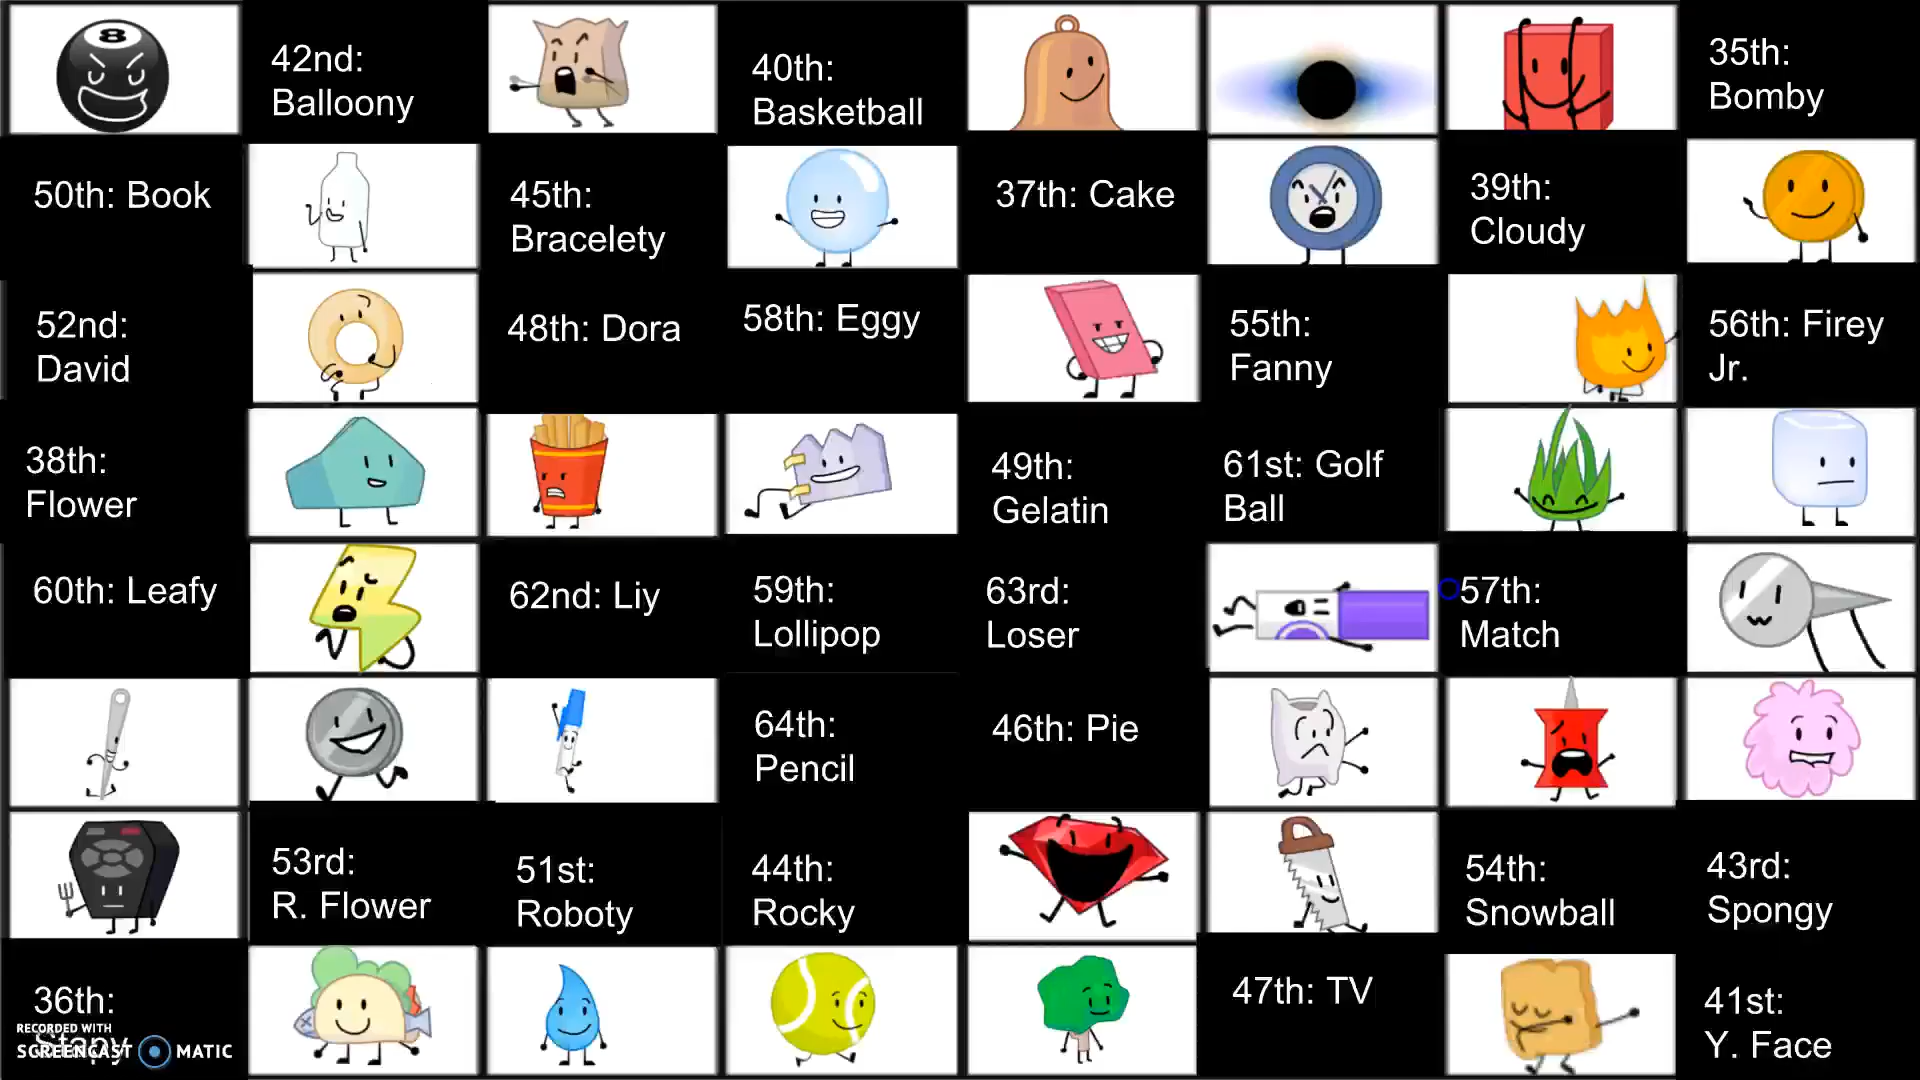 8
42nd:
Balloony
40th:
Basketball
35th:
Bomby
50th: Book
45th:
Bracelety
37th: Cake
39th:
Cloudy
52nd:
David
48th: Dora
58th: Eggy
55th:
Fanny
56th: Firey
Jr.
38th:
Flower
49th:
Gelatin
61st: Golf
Ball
60th: Leafy
62nd: Liy
59th:
Lollipop
63rd:
Loser
57th:
Match
64th:
Pencil
46th: Pie
53rd:
R. Flower
51st:
Roboty
44th:
Rocky
54th:
Snowball
43rd:
Spongy
36th:
Stapy
RECORDED WITH
SCREENCAST MATIC
47th: TV
41st:
Y. Face